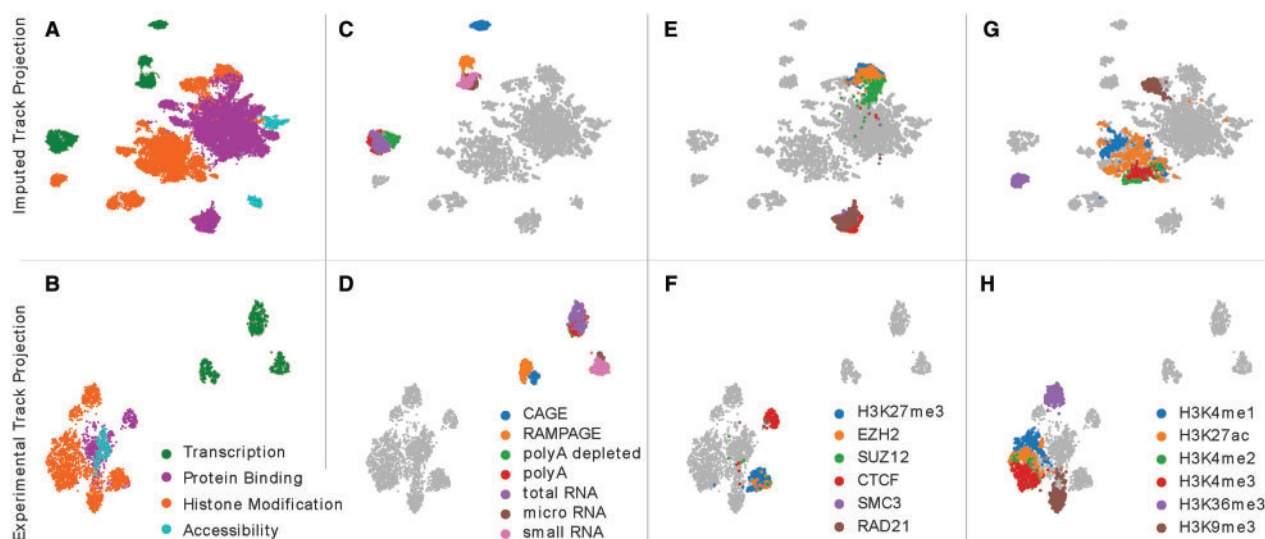 Imputed Track Projection
A
C
E
G
Experimental Track Projection
B
Transcription
Protein Binding
Histone Modification
Accessibility
D
CAGE
RAMPAGE
polyA depleted
polyA
total RNA
micro RNA
small RNA
F
H3K27me3
EZH2
SUZ12
CTCF
SMC3
RAD21
H
H3K4me1
H3K27ac
H3K4me2
H3K4me3
H3K36me3
H3K9me3